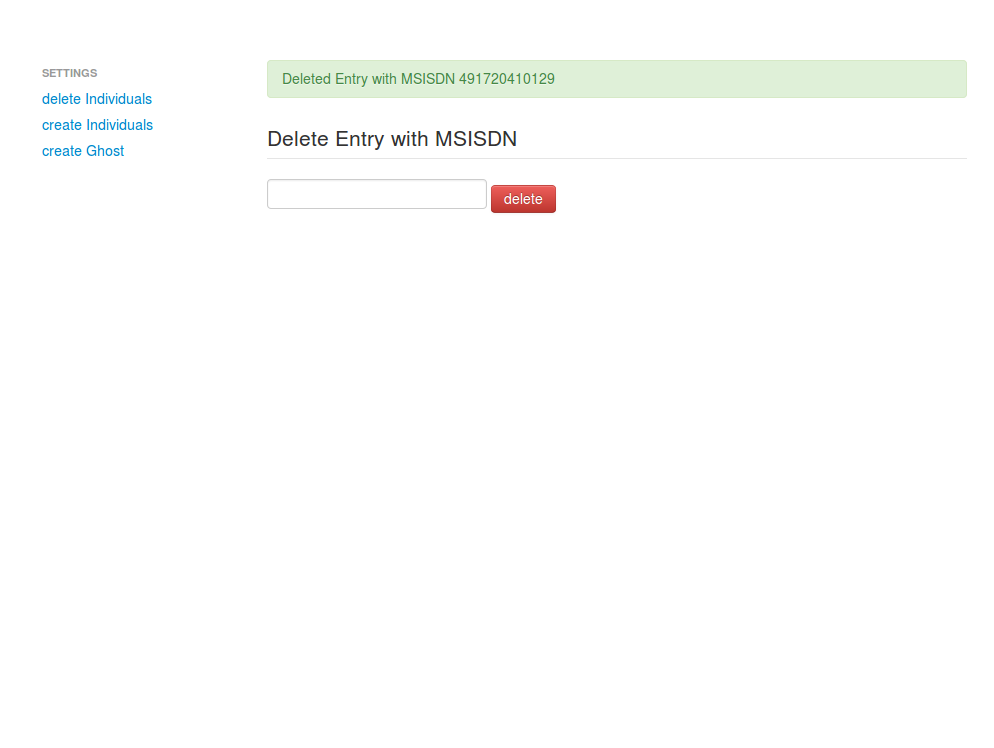 SETTINGS
delete Individuals
create Individuals
create Ghost
Deleted Entry with MSISDN 491720410129
Delete Entry with MSISDN
delete